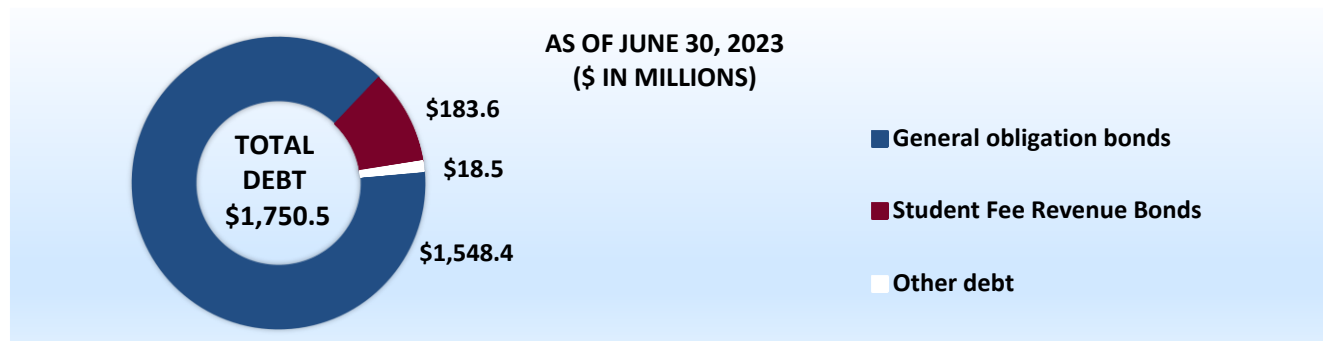 AS OF JUNE 30, 2023
($ IN MILLIONS)
TOTAL
DEBT
$1,750.5
$183.6
$18.5
$1,548.4
General obligation bonds
Student Fee Revenue Bonds
Other debt